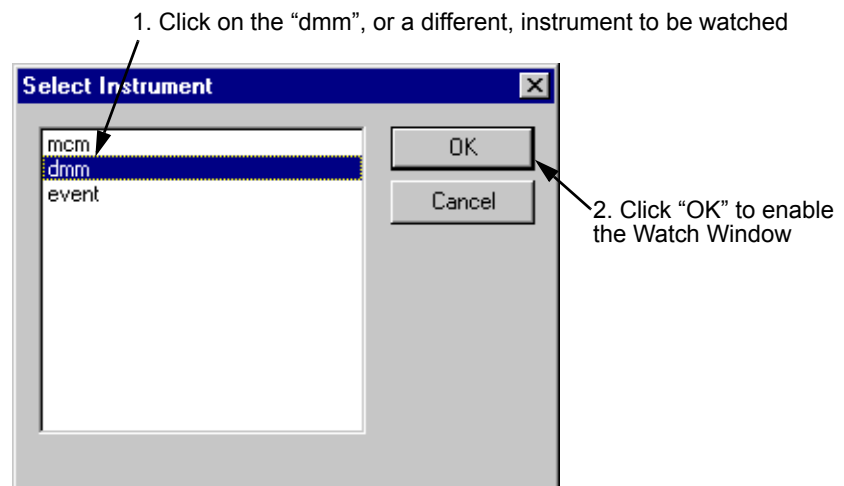 1. Click on the “dmm”, or a different, instrument to be watched
Select Instrument
mcm
dmm
event
OK
Cancel
2. Click “OK” to enable
the Watch Window